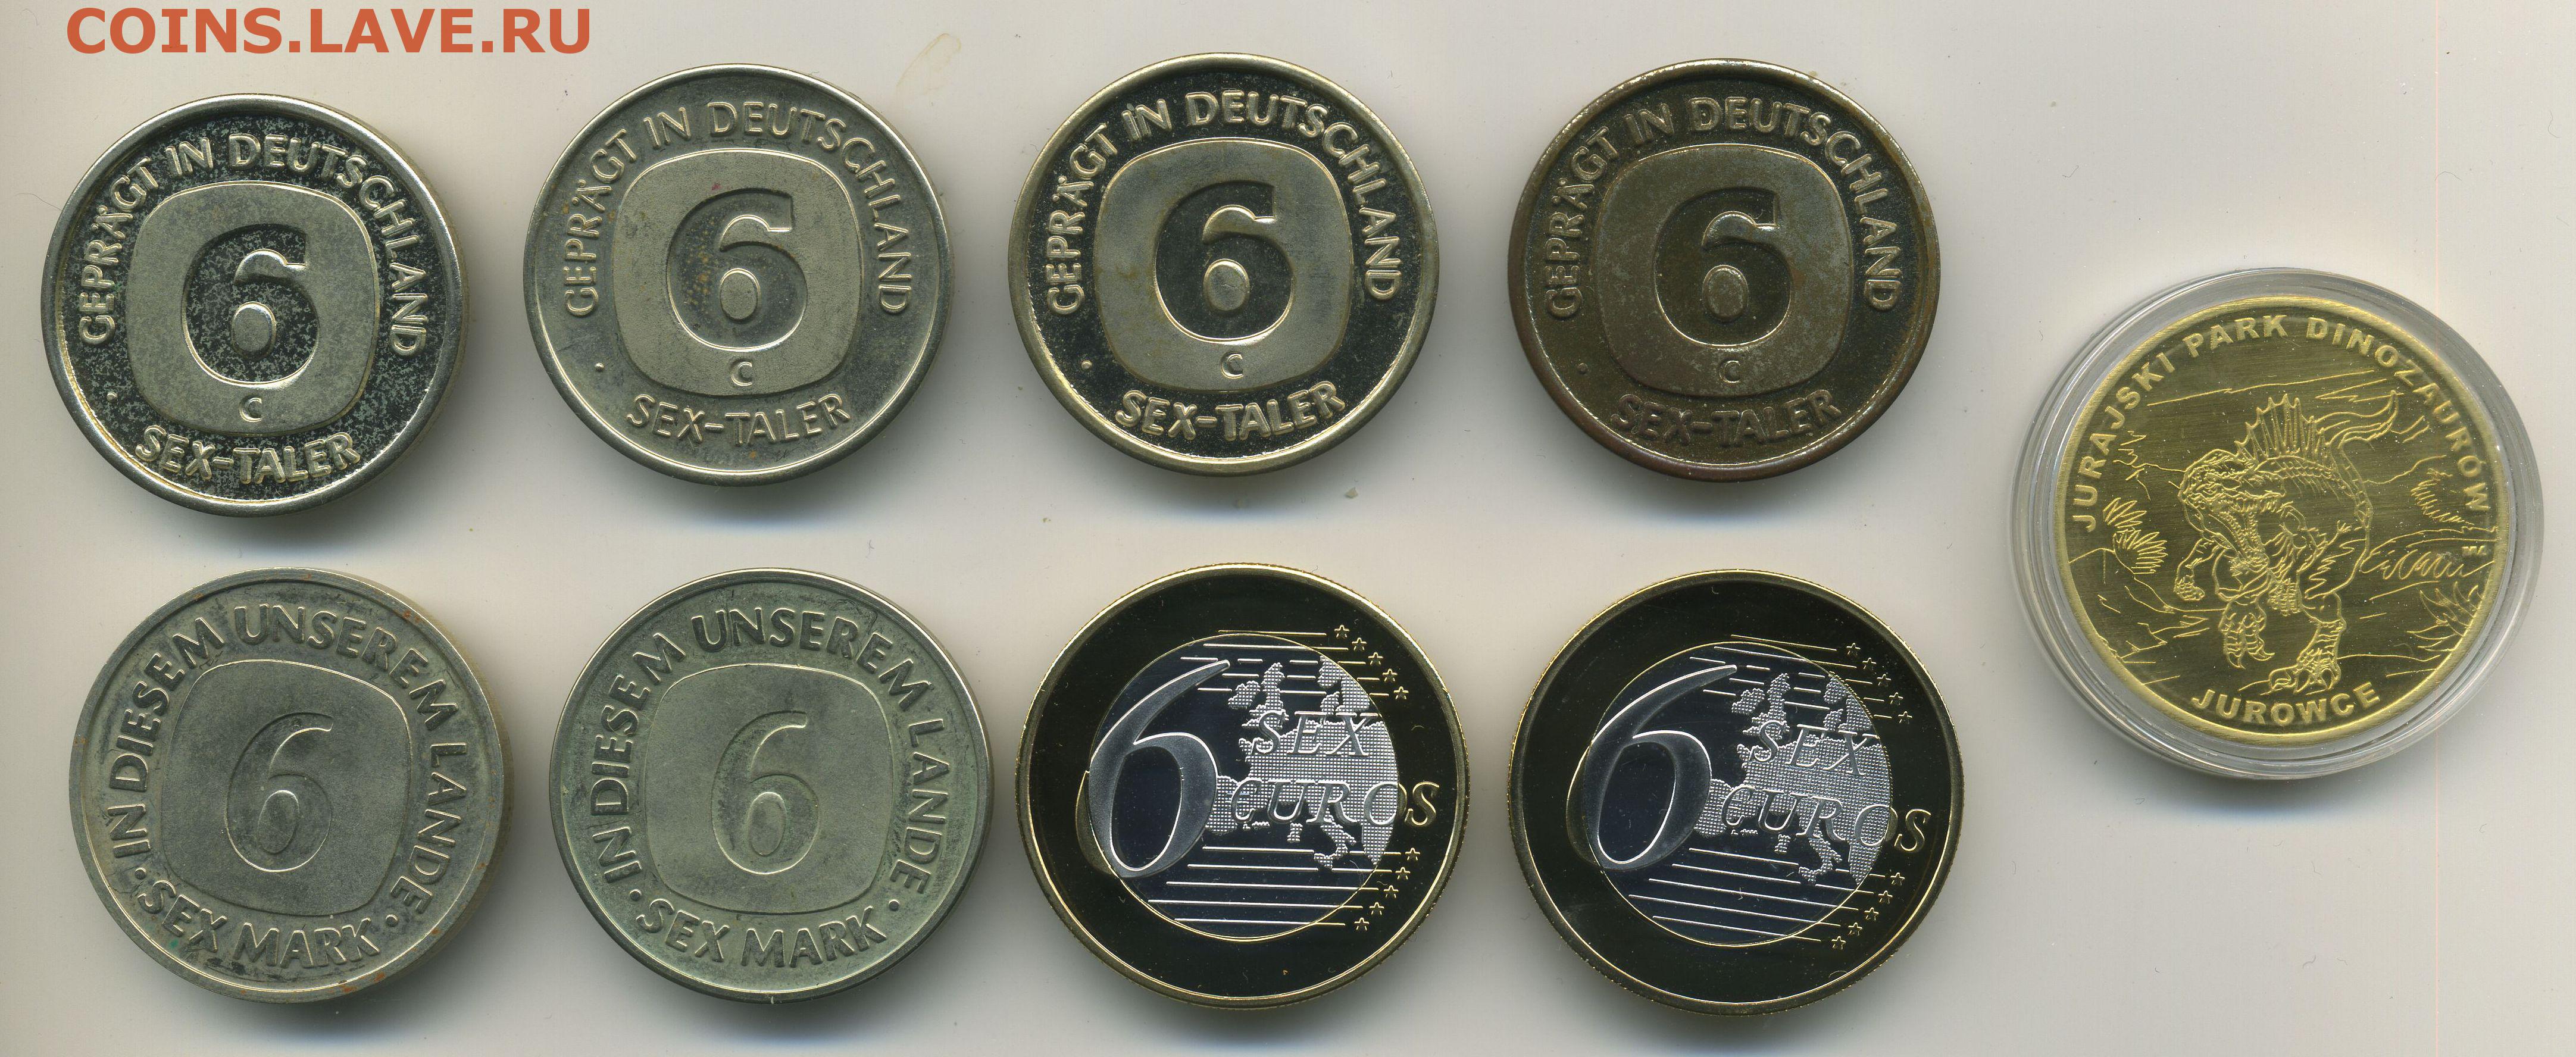 COINS.LAVE.RU
GEPRÄGT IN DEUTSCHLAND
6
C
SEX-TALER
GEPRÄGT IN DEUTSCHLAND
6
C
SEX-TALER
GEPRÄGT IN DEUTSCHLAND
6
C
SEX-TALER
GEPRÄGT IN DEUTSCHLAND
6
C
SEX-TALER
JURAJSKI PARK DINOZAURÓW
JUROWCE
IN DIESEM UNSEREM LANDE
6
SEX MARK
IN DIESEM UNSEREM LANDE
6
SEX MARK
6
SEX
EUROS
6
SEX
EUROS